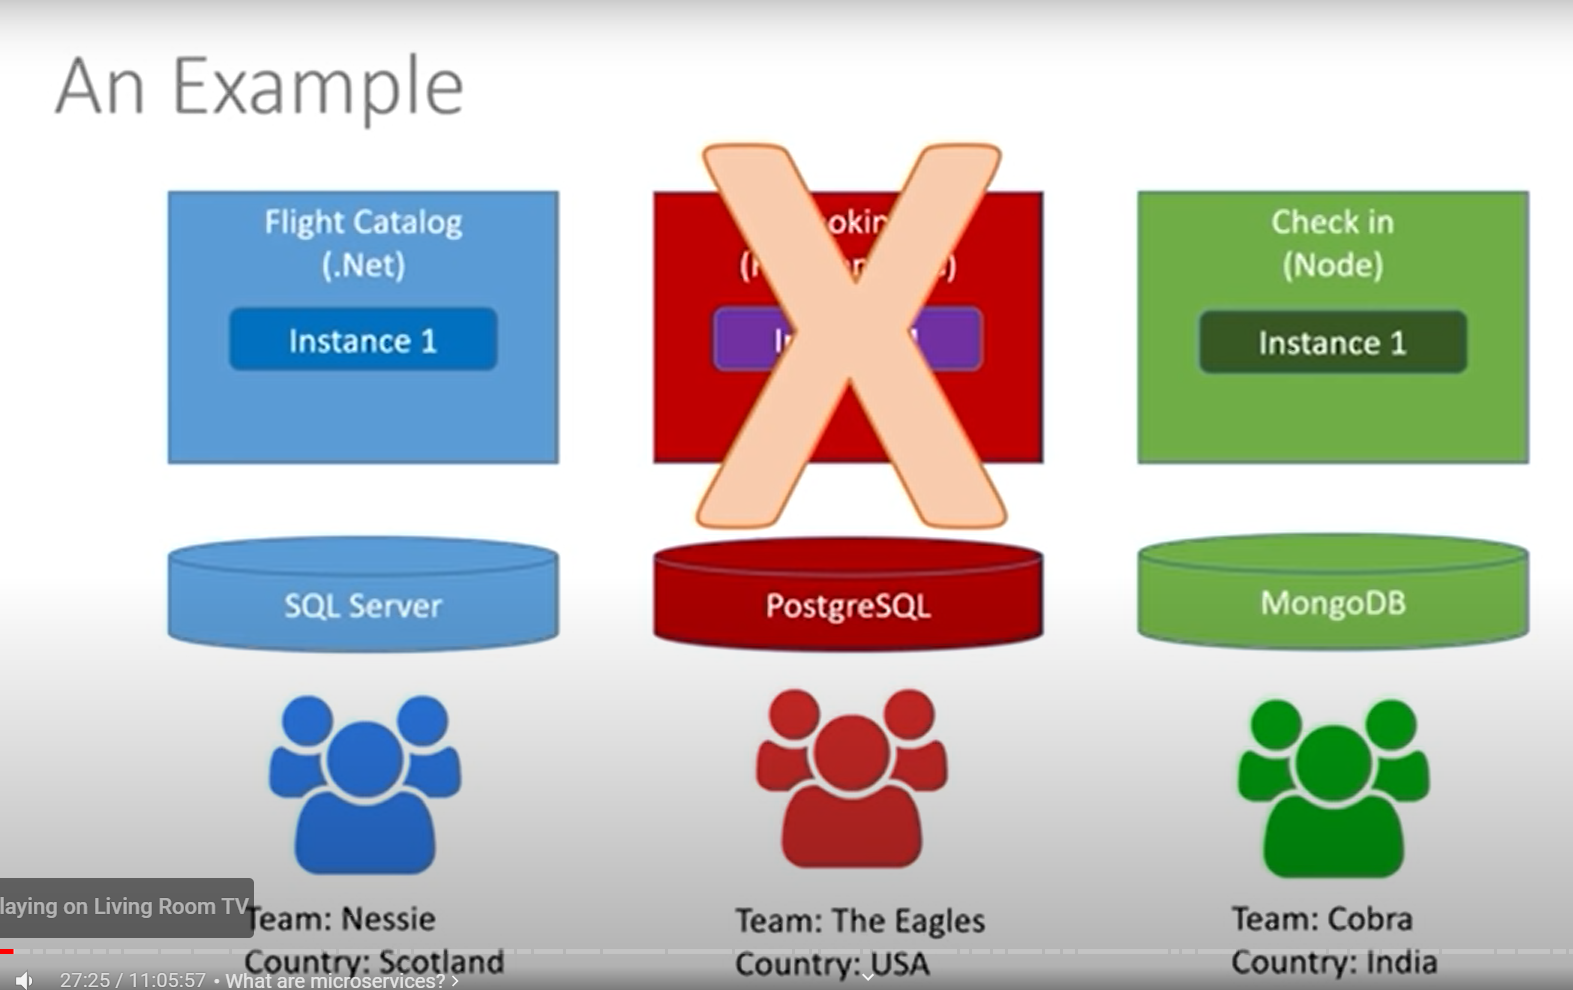 An Example
Flight Catalog
(.Net)
Instance 1
Check in
(Node)
Instance 1
SQL Server
PostgreSQL
MongoDB
laying on Living Room TV
Team: Nessie
Country: Scotland
Team: The Eagles
Country: USA
Team: Cobra
Country: India
27:25 / 11:05:57 • What are microservices? >